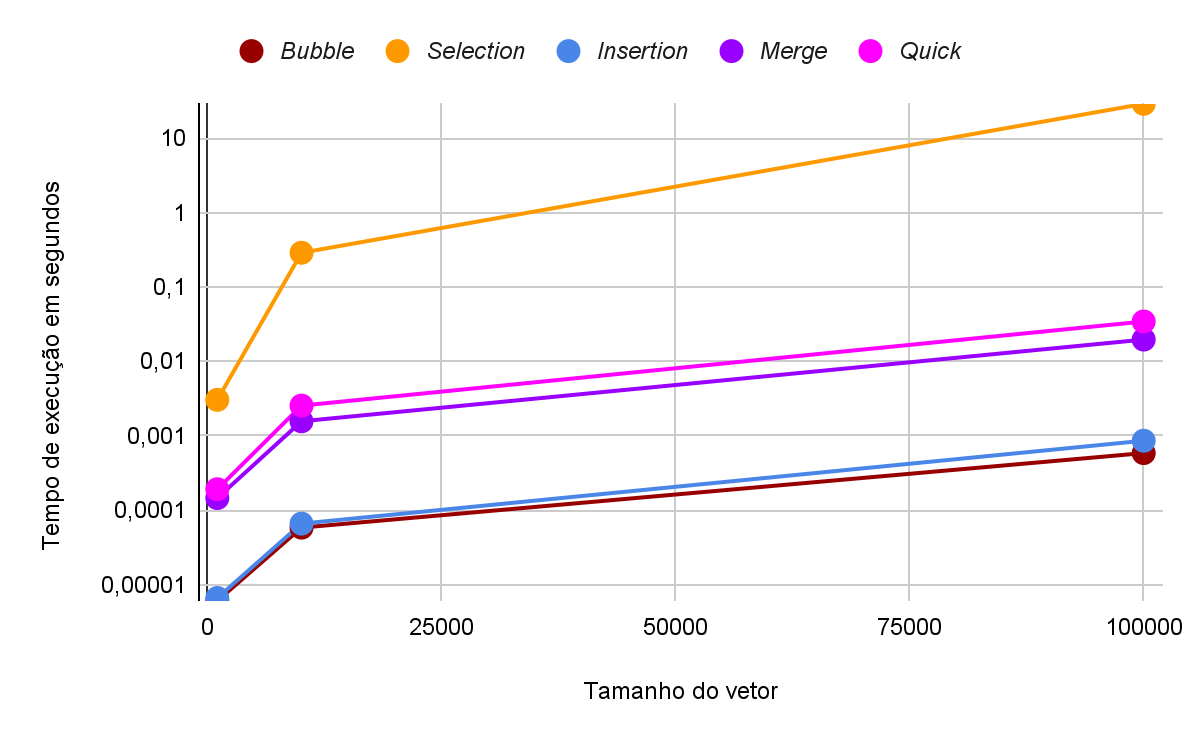 Bubble Selection Insertion Merge Quick
10
1
0,1
0,01
0,001
0,0001
0,00001
Tempo de execução em segundos
0 25000 50000 75000 100000
Tamanho do vetor